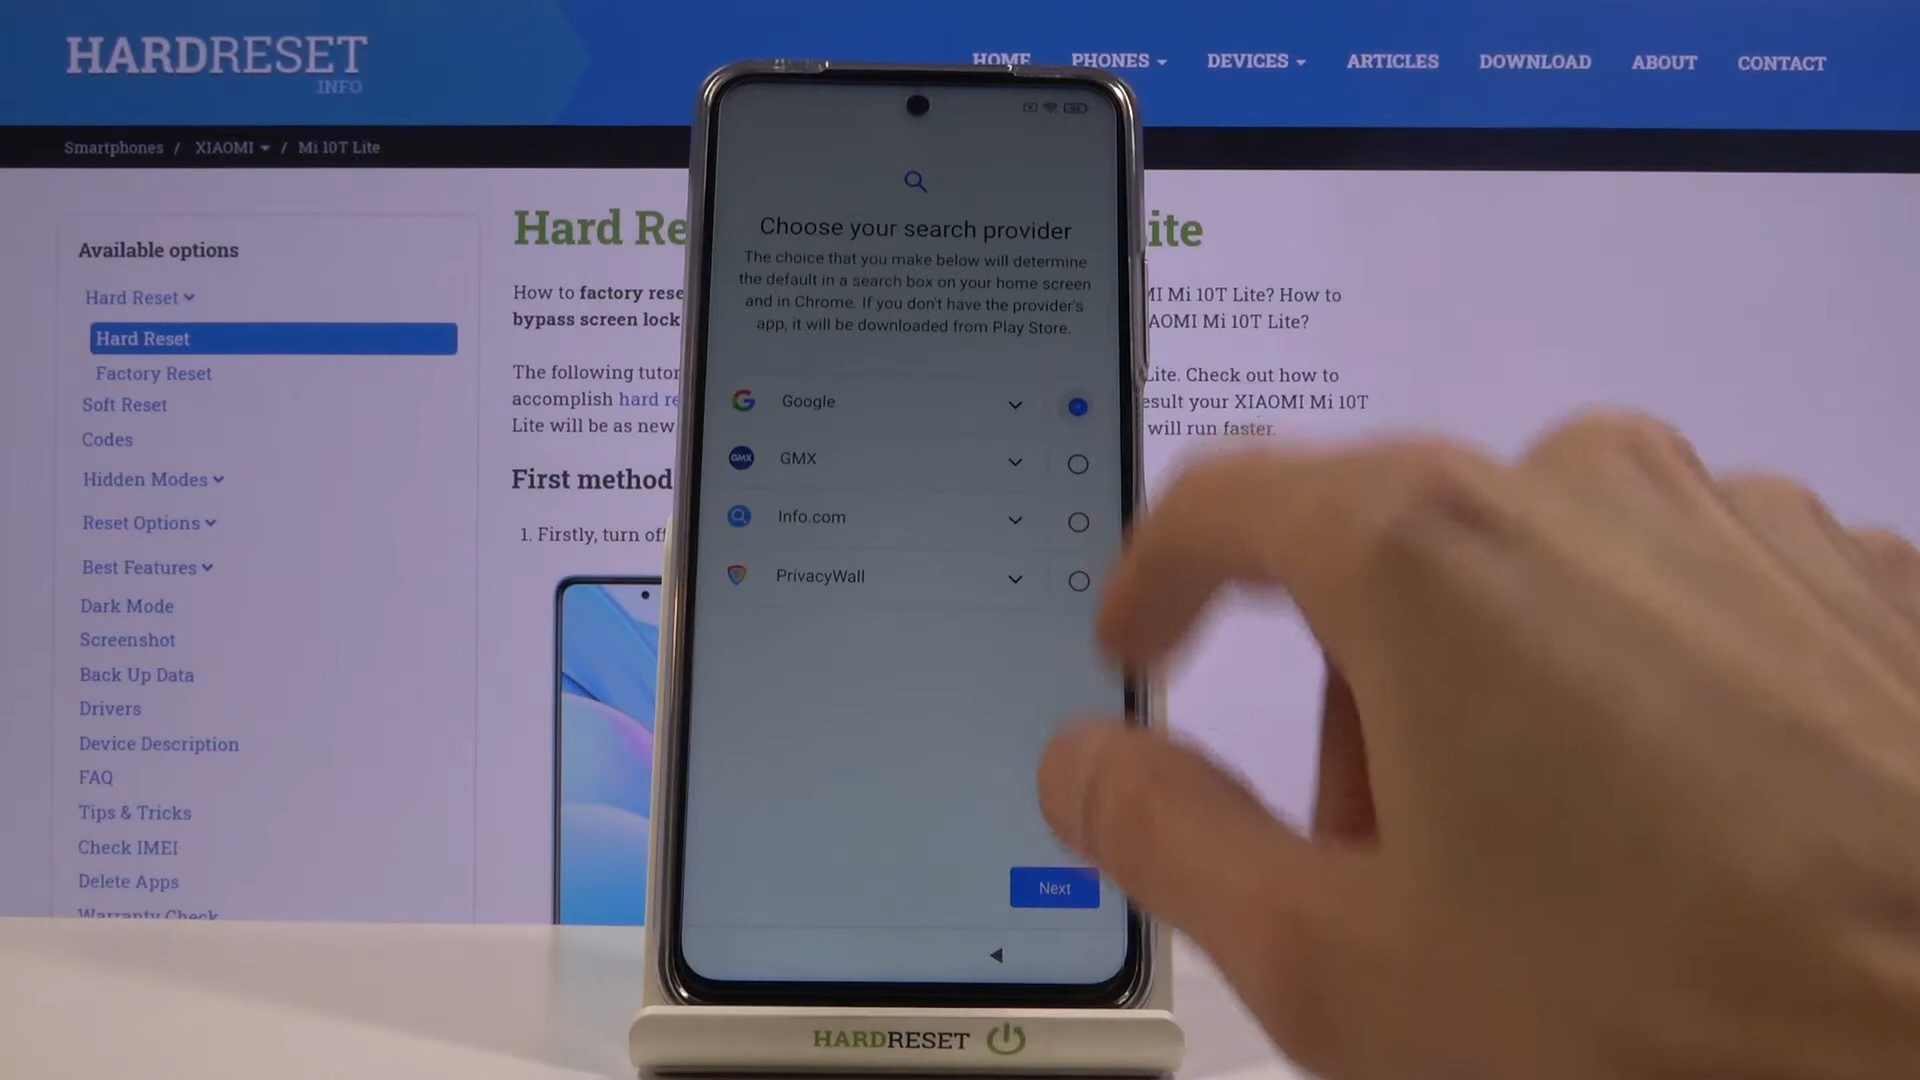 HARDRESET
.INFO
HOME PHONES DEVICES ARTICLES DOWNLOAD ABOUT CONTACT
Smartphones / XIAOMI / Mi 10T Lite
Available options
Hard Reset
Hard Reset
Factory Reset
Soft Reset
Codes
Hidden Modes
Reset Options
Best Features
Dark Mode
Screenshot
Back Up Data
Drivers
Device Description
FAQ
Tips & Tricks
Check IMEI
Delete Apps
Warranty Check
Hard Re
ite
How to factory rese
MI Mi 10T Lite? How to
bypass screen lock
AOMI Mi 10T Lite?
The following tutor
Lite. Check out how to
accomplish hard re
esult your XIAOMI Mi 10T
Lite will be as new
will run faster.
First method
1. Firstly, turn off
Choose your search provider
The choice that you make below will determine
the default in a search box on your home screen
and in Chrome. If you don't have the provider's
app, it will be downloaded from Play Store.
Google
GMX GMX
Info.com
PrivacyWall
Next
HARDRESET